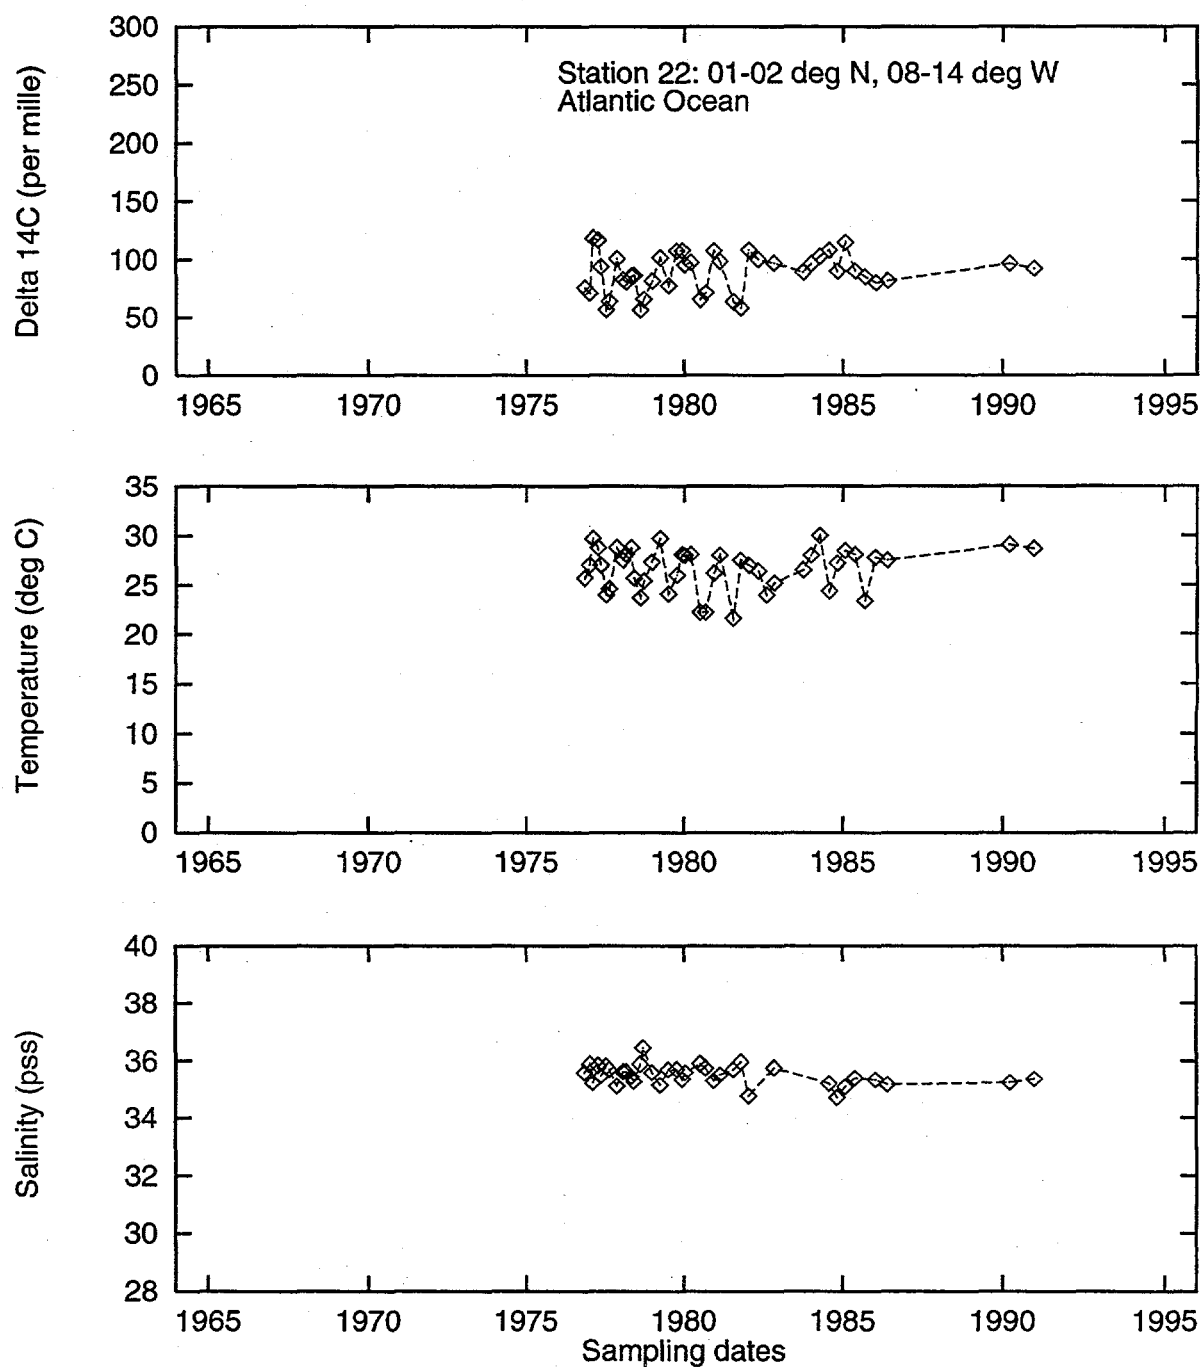 300
250
200
150
100
50
0
Delta 14C (per mille)
Station 22: 01-02 deg N, 08-14 deg W
Atlantic Ocean
1965 1970 1975 1980 1985 1990 1995
35
30
25
20
15
10
5
0
Temperature (deg C)
1965 1970 1975 1980 1985 1990 1995
40
38
36
34
32
30
28
Salinity (pss)
1965 1970 1975 1980 1985 1990 1995
Sampling dates